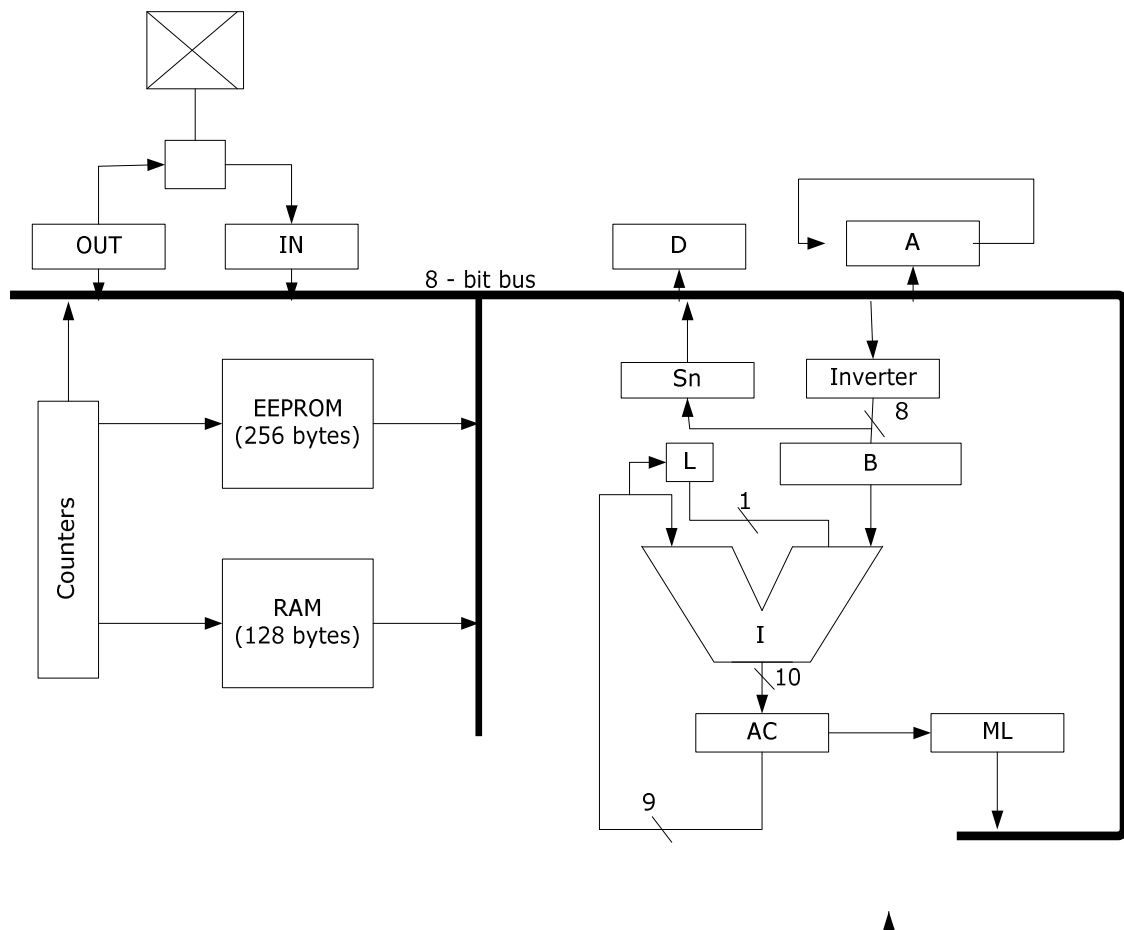 OUT
IN
D
A
8 - bit bus
Sn
Inverter
8
EEPROM
(256 bytes)
L
B
1
Counters
RAM
(128 bytes)
I
10
AC
ML
9